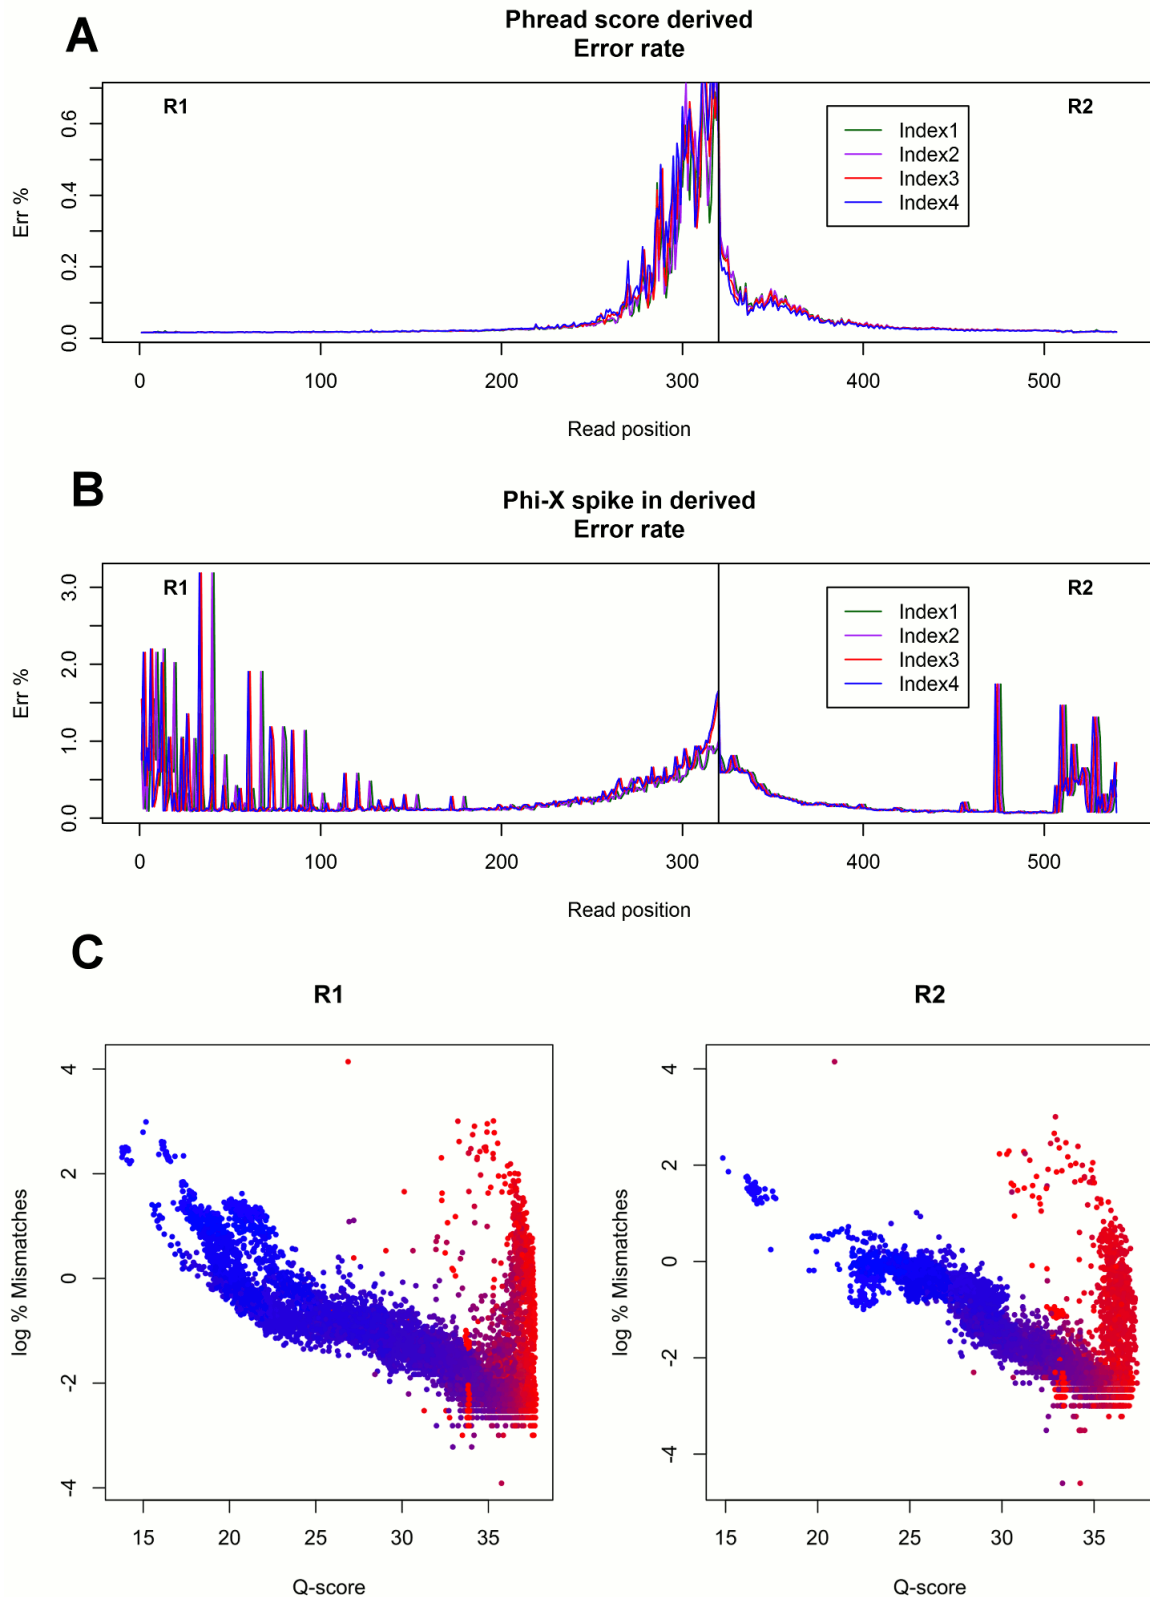 A
Phread score derived
Error rate
R1
R2
Index1
Index2
Index3
Index4
Err %
0.0
0.2
0.4
0.6
0
100
200
300
400
500
Read position
B
Phi-X spike in derived
Error rate
R1
R2
Index1
Index2
Index3
Index4
Err %
0.0
1.0
2.0
3.0
0
100
200
300
400
500
Read position
C
R1
log % Mismatches
4
2
0
-2
-4
15
20
25
30
35
Q-score
R2
log % Mismatches
4
2
0
-2
-4
15
20
25
30
35
Q-score